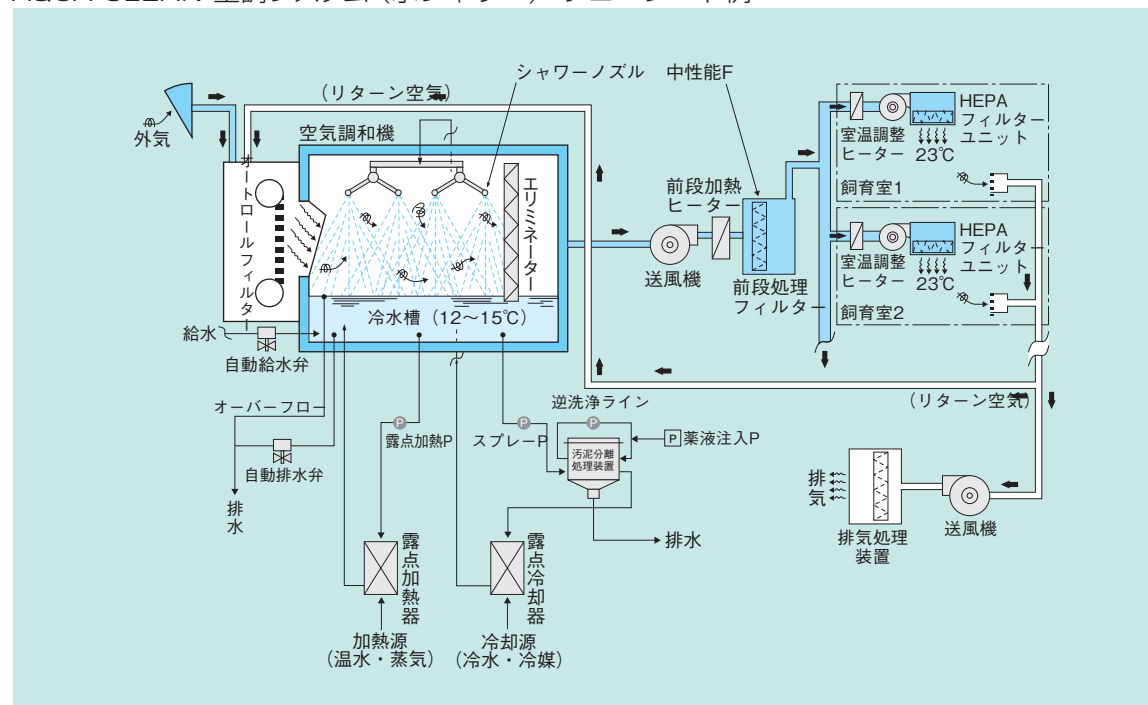 シャワーノズル
中性能F
(リターン空気)
外気
空気調和機
オートロールフィルター
エリミネーター
冷水槽（12～15℃）
給水
自動給水弁
オーバーフロー
自動排水弁
排水
露点加熱P
スプレーP
逆洗浄ライン
P薬液注入P
汚泥分離
処理装置
排水
露点加熱器
露点冷却器
加熱源
（温水・蒸気）
冷却源
（冷水・冷媒）
送風機
前段加熱
ヒーター
前段処理
フィルター
HEPA
フィルター
ユニット
室温調整
ヒーター
23℃
飼育室1
HEPA
フィルター
ユニット
室温調整
ヒーター
23℃
飼育室2
(リターン空気)
排気
排気処理
装置
送風機
P
P
P